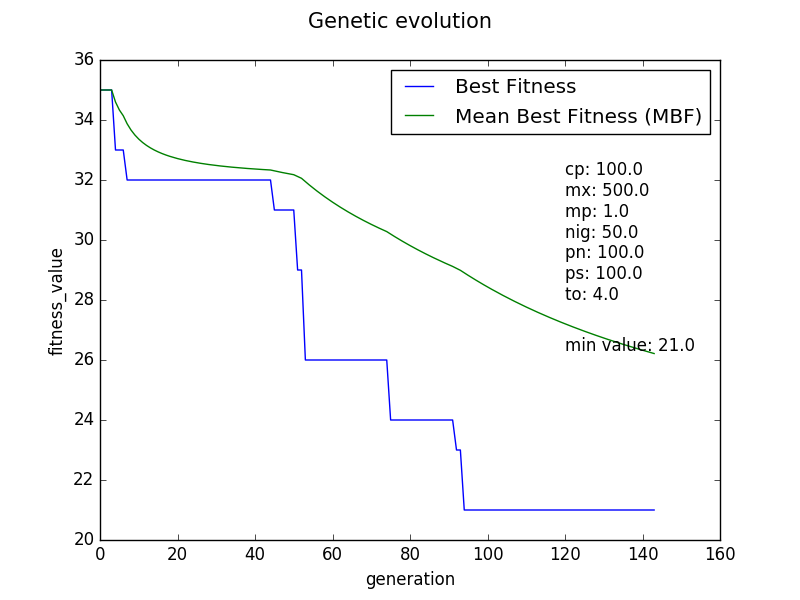 Genetic evolution
36
34
32
30
28
26
24
22
20
fitness_value
Best Fitness
Mean Best Fitness (MBF)
cp: 100.0
mx: 500.0
mp: 1.0
nig: 50.0
pn: 100.0
ps: 100.0
to: 4.0
min value: 21.0
0 20 40 60 80 100 120 140 160
generation